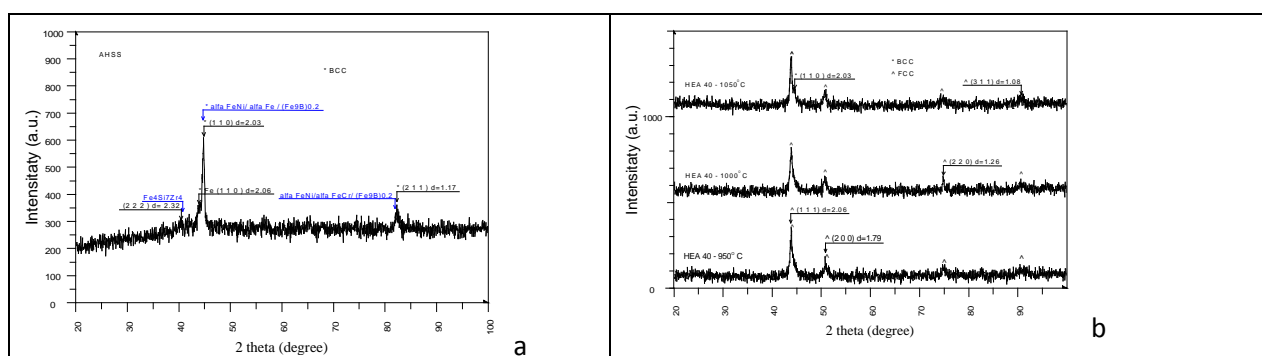 1000
900
800
700
600
500
400
300
200
100
0
AHSS
* BCC
* alfa FeNi/ alfa Fe / (Fe9B)0.2
* (1 1 0) d=2.03
Fe4Si7Zr4
* Fe (1 1 0) d=2.06
alfa FeNi/alfa FeCr/ (Fe9B)0.2
* (2 1 1) d=1.17
(2 2 2) d= 2.32
Intensitaty (a.u.)
20 30 40 50 60 70 80 90 100
2 theta (degree)
a
1000
0
* BCC
^ FCC
HEA 40 - 1050°C
^
* (1 1 0) d=2.03
^
^
^ (3 1 1) d=1.08
HEA 40 - 1000°C
^
^
^ (2 2 0) d=1.26
^
^ (1 1 1) d=2.06
^ (2 0 0) d=1.79
HEA 40 - 950°C
^
^
^
^
Intensitaty (a.u.)
20 30 40 50 60 70 80 90
2 theta (degree)
b